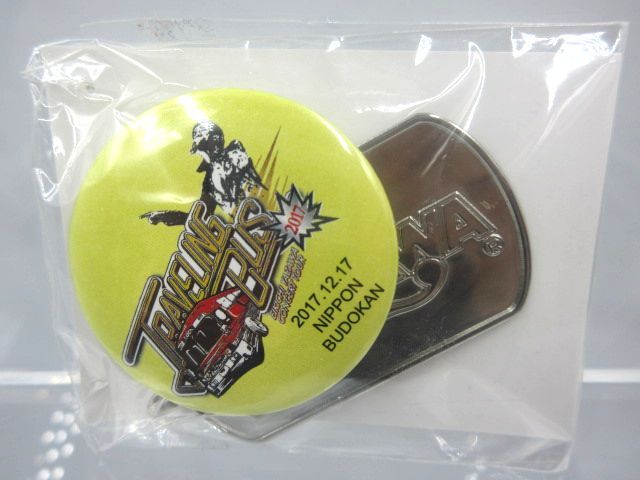 TRAVELING
BUS
2017
2017.12.17
NIPPON
BUDOKAN